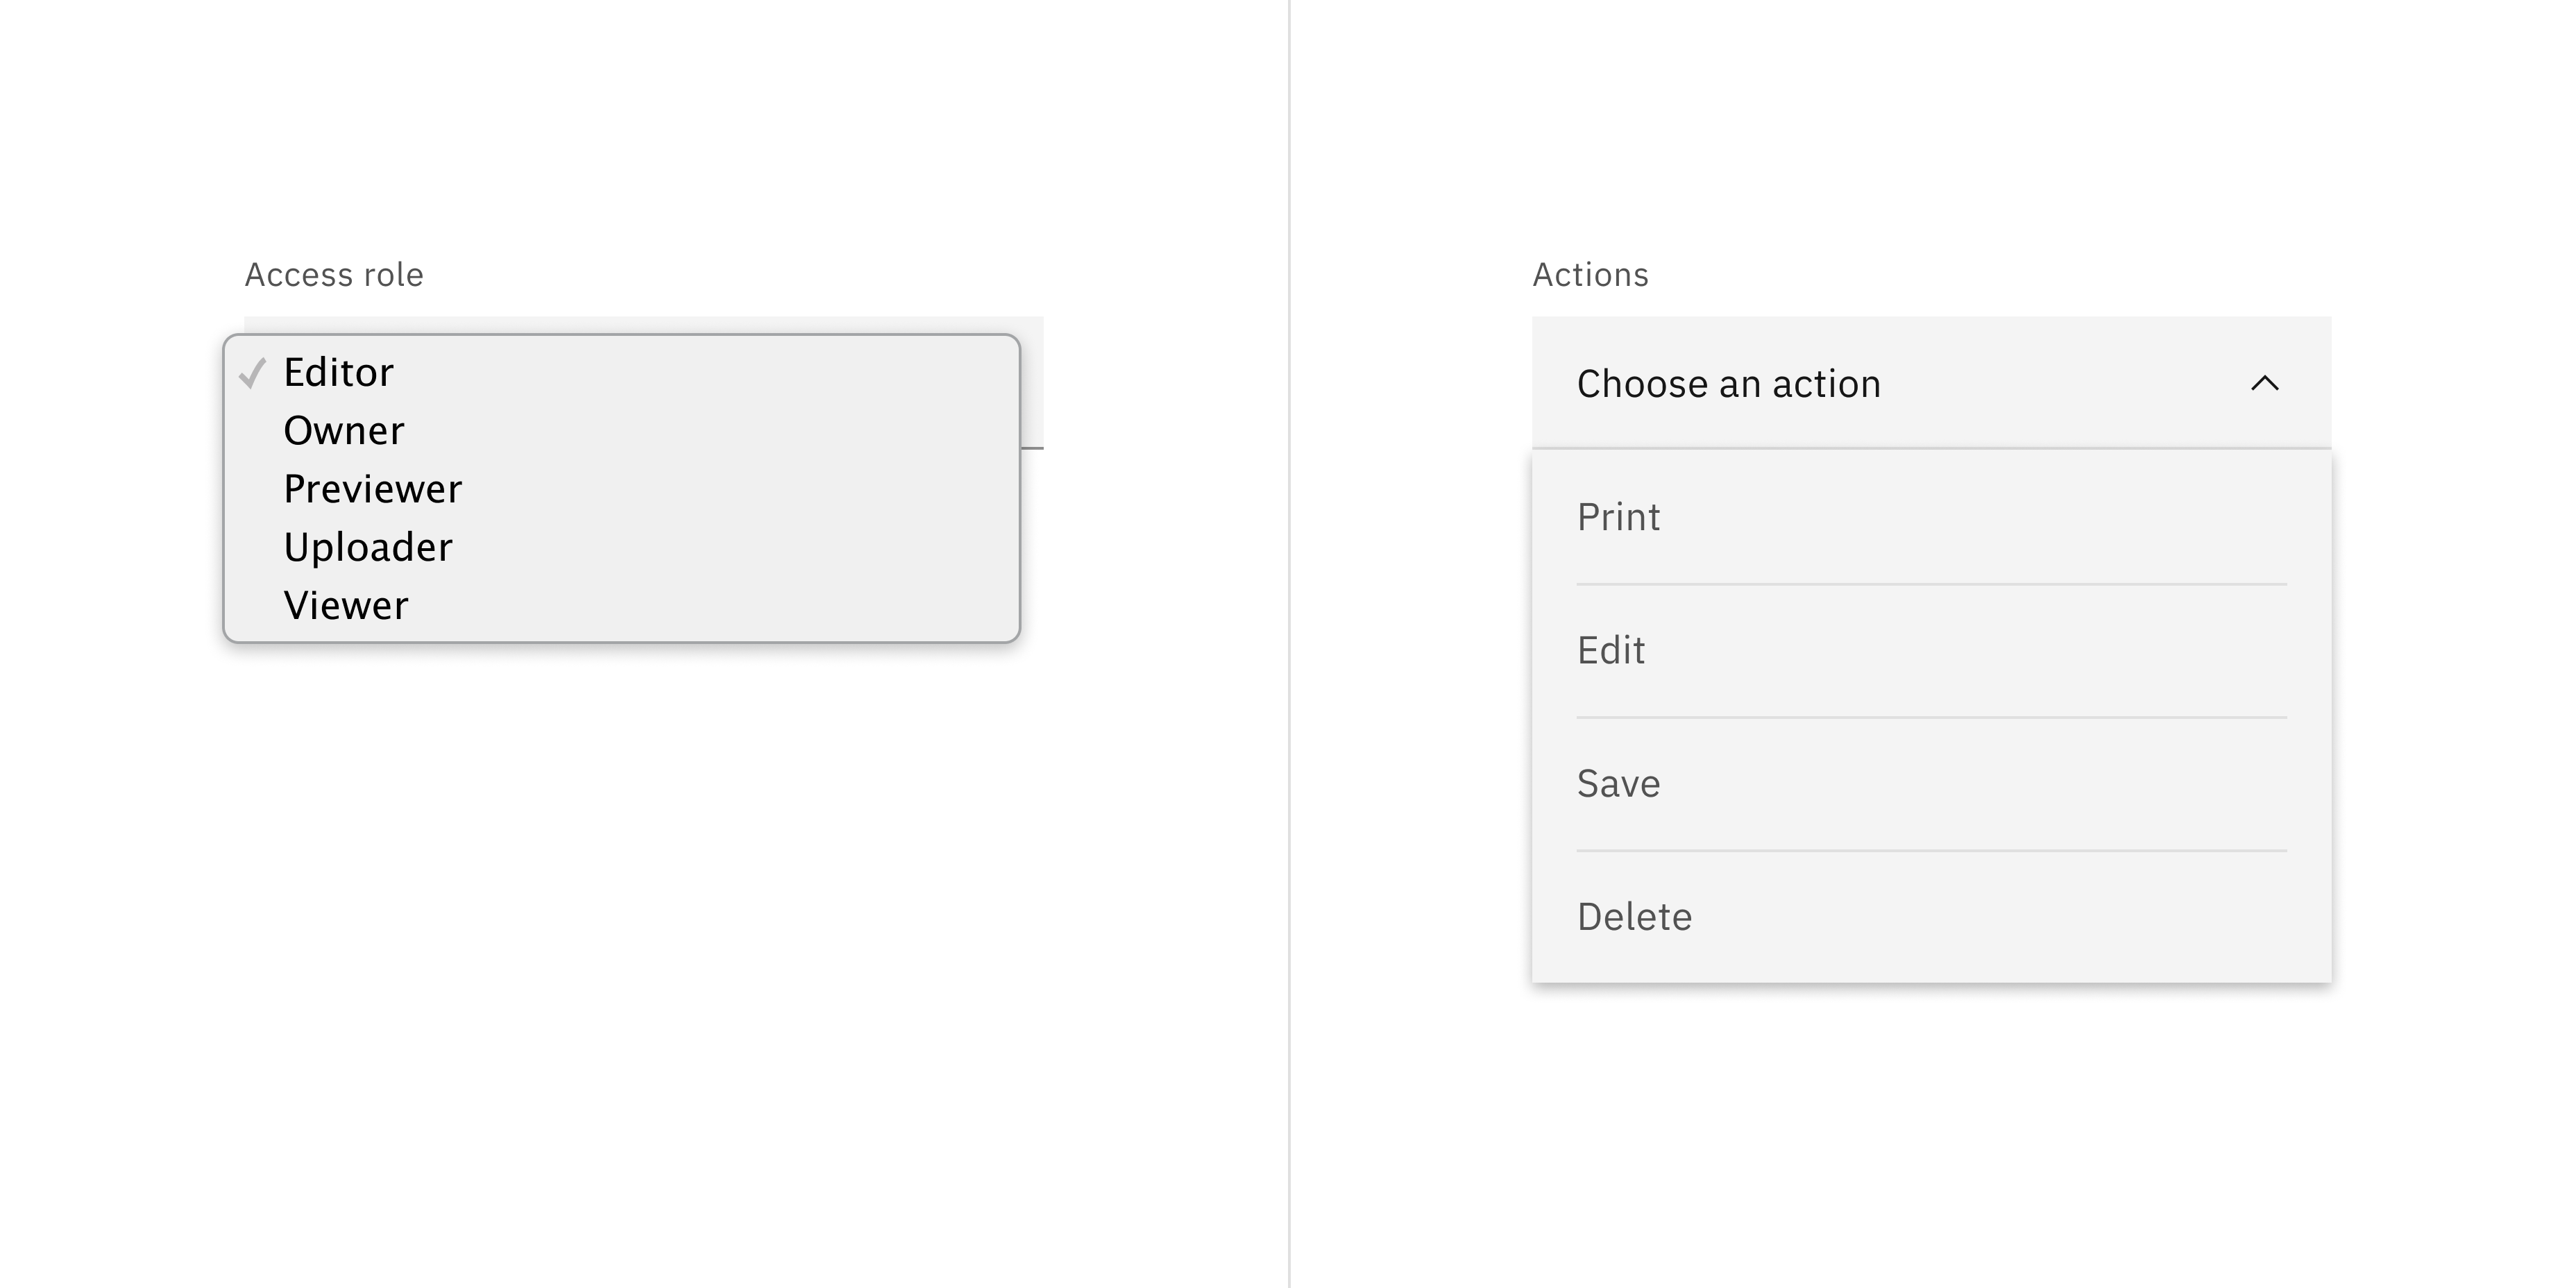 Access role
Editor
Owner
Previewer
Uploader
Viewer
Actions
Choose an action
Print
Edit
Save
Delete